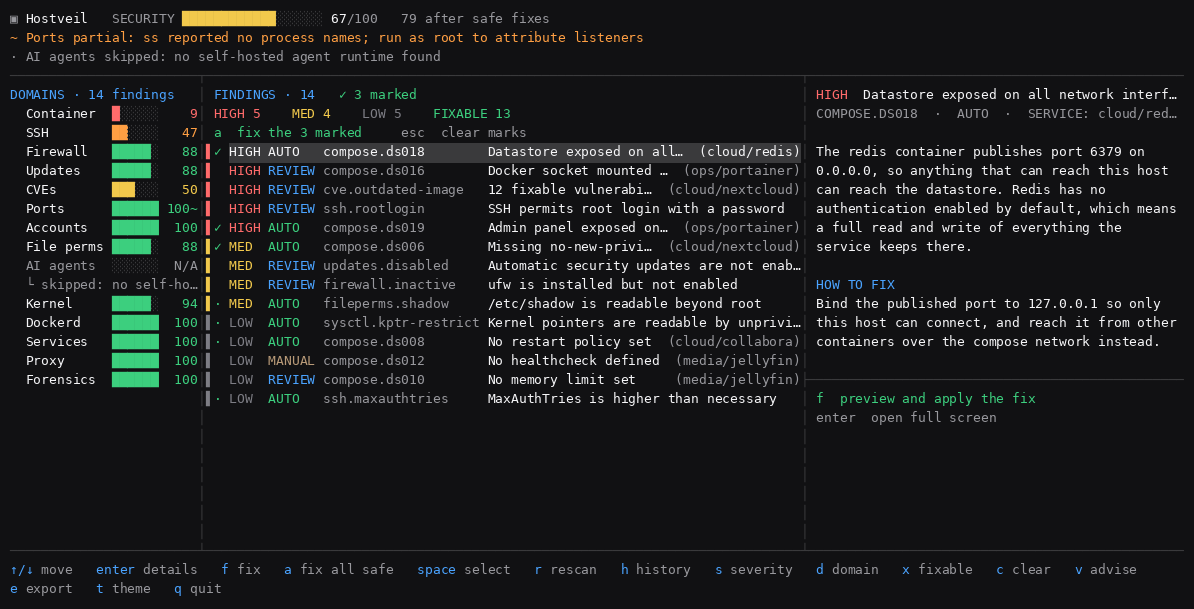 ▣ Hostveil   SECURITY 67/100   79 after safe fixes
~ Ports partial: ss reported no process names; run as root to attribute listeners
· AI agents skipped: no self-hosted agent runtime found
DOMAINS · 14 findings
Container 9
SSH 47
Firewall 88
Updates 88
CVEs 50
Ports 100~
Accounts 100
File perms 88
AI agents N/A
└ skipped: no self-ho…
Kernel 94
Dockerd 100
Services 100
Proxy 100
Forensics 100
FINDINGS · 14   ✓ 3 marked
HIGH 5    MED 4    LOW 5    FIXABLE 13
a  fix the 3 marked     esc  clear marks
✓ HIGH AUTO   compose.ds018        Datastore exposed on all…  (cloud/redis)
HIGH REVIEW compose.ds016        Docker socket mounted …  (ops/portainer)
HIGH REVIEW cve.outdated-image   12 fixable vulnerabi…  (cloud/nextcloud)
HIGH REVIEW ssh.rootlogin        SSH permits root login with a password
✓ HIGH AUTO   compose.ds019        Admin panel exposed on…  (ops/portainer)
✓ MED  AUTO   compose.ds006        Missing no-new-privi…  (cloud/nextcloud)
MED  REVIEW updates.disabled     Automatic security updates are not enab…
MED  REVIEW firewall.inactive    ufw is installed but not enabled
· MED  AUTO   fileperms.shadow     /etc/shadow is readable beyond root
· LOW  AUTO   sysctl.kptr-restrict Kernel pointers are readable by unprivi…
· LOW  AUTO   compose.ds008        No restart policy set  (cloud/collabora)
LOW  MANUAL compose.ds012        No healthcheck defined  (media/jellyfin)
LOW  REVIEW compose.ds010        No memory limit set     (media/jellyfin)
· LOW  AUTO   ssh.maxauthtries     MaxAuthTries is higher than necessary
HIGH  Datastore exposed on all network interf…
COMPOSE.DS018  ·  AUTO  ·  SERVICE: cloud/red…
The redis container publishes port 6379 on
0.0.0.0, so anything that can reach this host
can reach the datastore. Redis has no
authentication enabled by default, which means
a full read and write of everything the
service keeps there.
HOW TO FIX
Bind the published port to 127.0.0.1 so only
this host can connect, and reach it from other
containers over the compose network instead.
f  preview and apply the fix
enter  open full screen
↑/↓ move   enter details   f fix   a fix all safe   space select   r rescan   h history   s severity   d domain   x fixable   c clear   v advise
e export   t theme   q quit